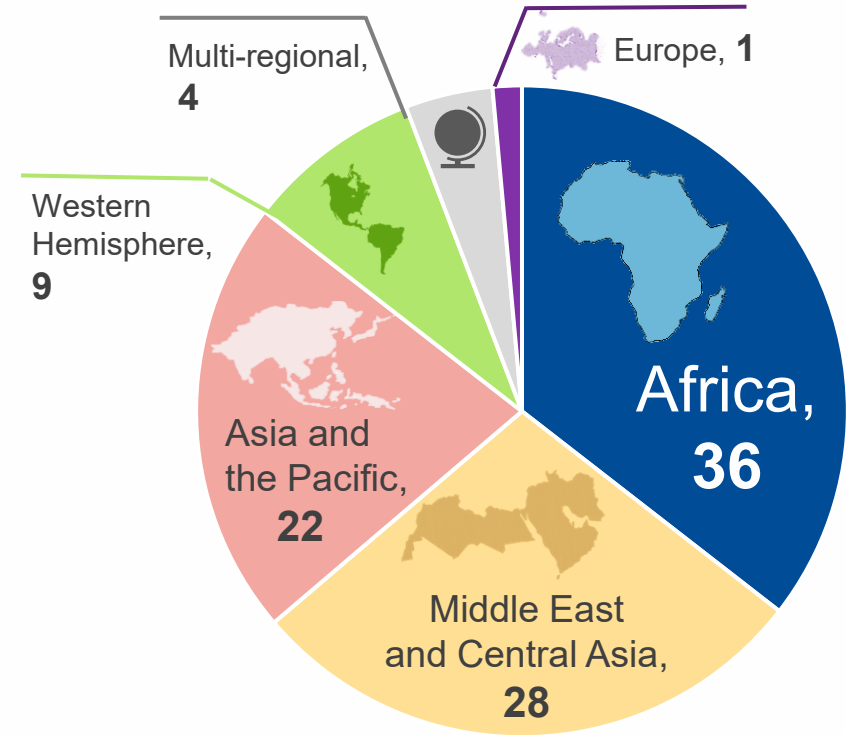 Multi-regional,
4
Europe, 1
Western
Hemisphere,
9
Africa,
36
Asia and
the Pacific,
22
Middle East
and Central Asia,
28